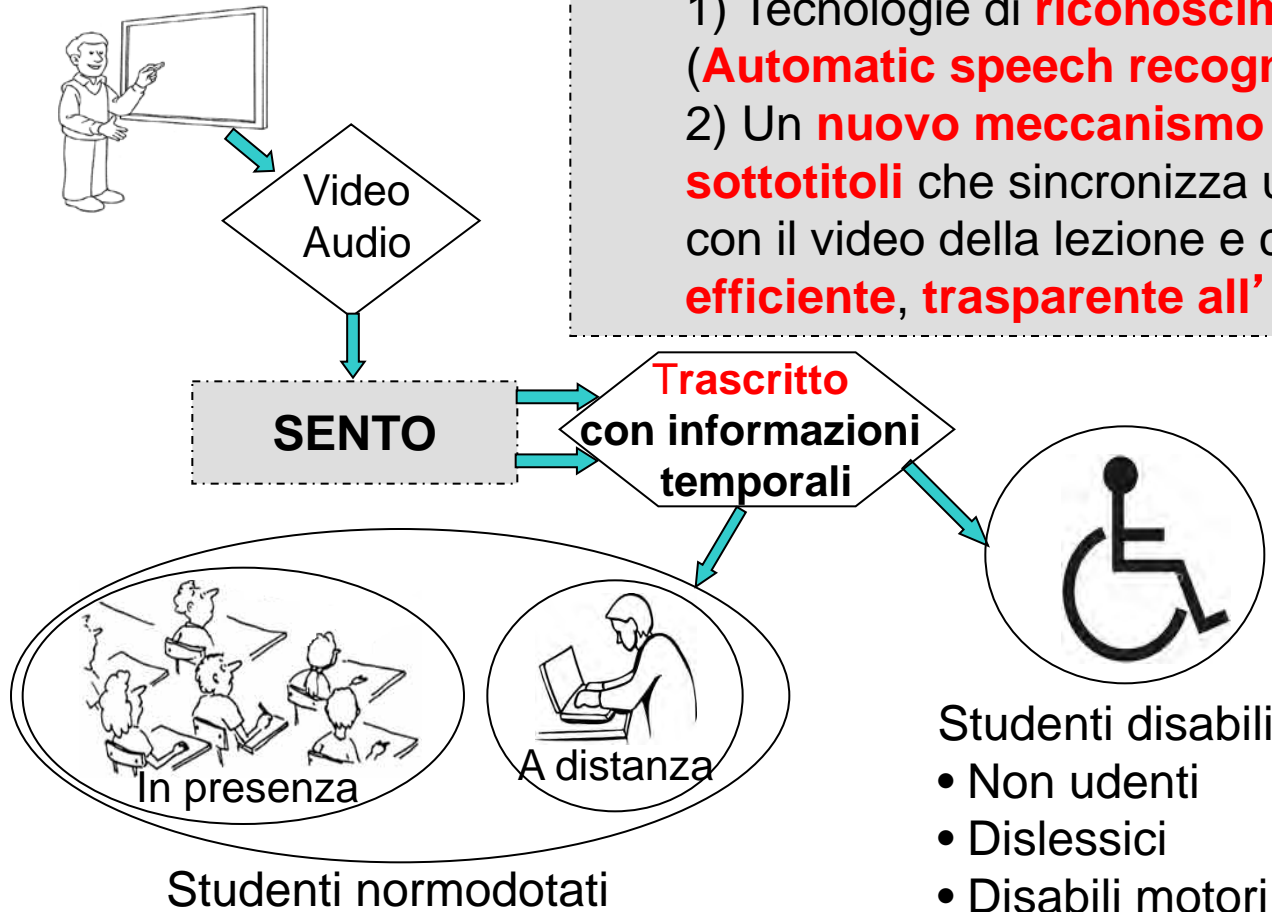 1) Tecnologie di
(Automatic speech
2) Un nuovo meccanismo
sottotitoli che sincronizza
con il video della lezione e
efficiente, trasparente all’
Video
Audio
SENTO
Trascritto
con informazioni
temporali
In presenza
A distanza
Studenti normodotati
Studenti disabili
• Non udenti
• Dislessici
• Disabili motori